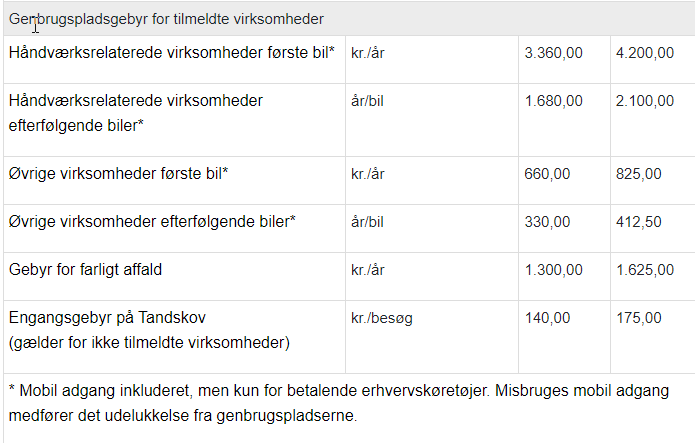 Genbrugspladsgebyr for tilmeldte virksomheder
Håndværksrelaterede virksomheder første bil* kr./år 3.360,00 4.200,00
Håndværksrelaterede virksomheder år/bil 1.680,00 2.100,00
efterfølgende biler*
Øvrige virksomheder første bil* kr./år 660,00 825,00
Øvrige virksomheder efterfølgende biler* år/bil 330,00 412,50
Gebyr for farligt affald kr./år 1.300,00 1.625,00
Engangsgebyr på Tandskov kr./besøg 140,00 175,00
(gælder for ikke tilmeldte virksomheder)
* Mobil adgang inkluderet, men kun for betalende erhvervskøretøjer. Misbruges mobil adgang
medfører det udelukkelse fra genbrugspladserne.